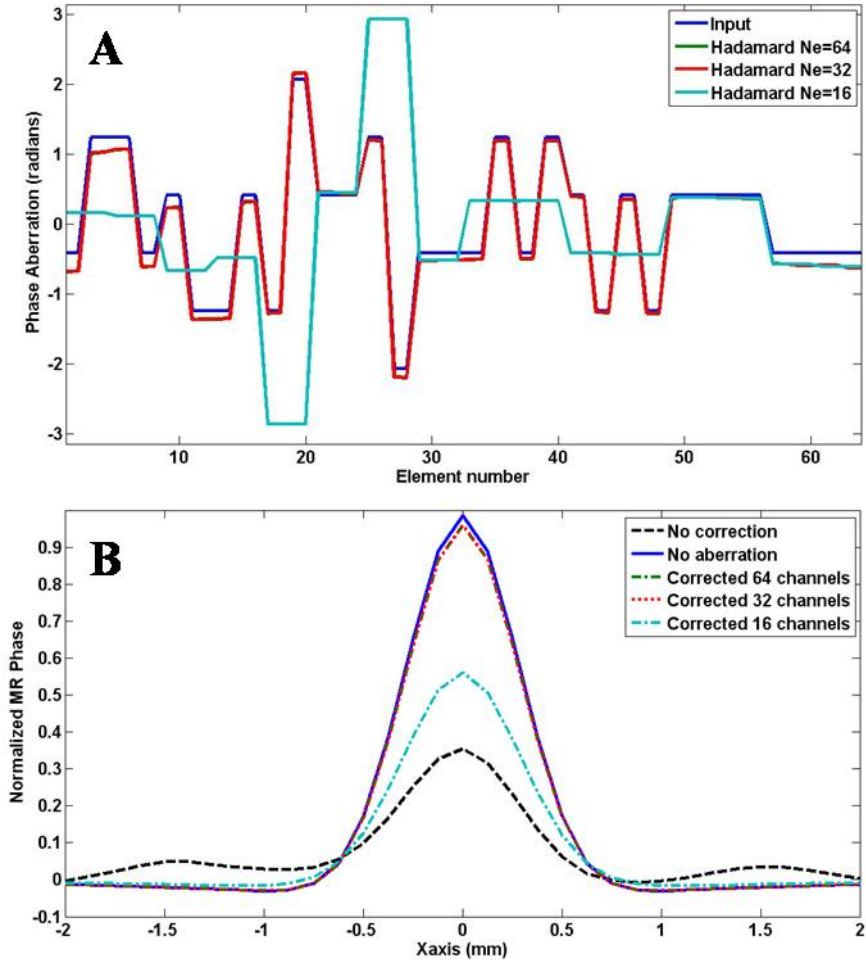 A
3
2
1
0
-1
-2
-3
Phase Aberration (radians)
Input
Hadamard Ne=64
Hadamard Ne=32
Hadamard Ne=16
10
20
30
40
50
60
Element number
B
0.9
0.8
0.7
0.6
0.5
0.4
0.3
0.2
0.1
0
-0.1
Normalized MR Phase
No correction
No aberration
Corrected 64 channels
Corrected 32 channels
Corrected 16 channels
-2
-1.5
-1
-0.5
0
0.5
1
1.5
2
Xaxis (mm)